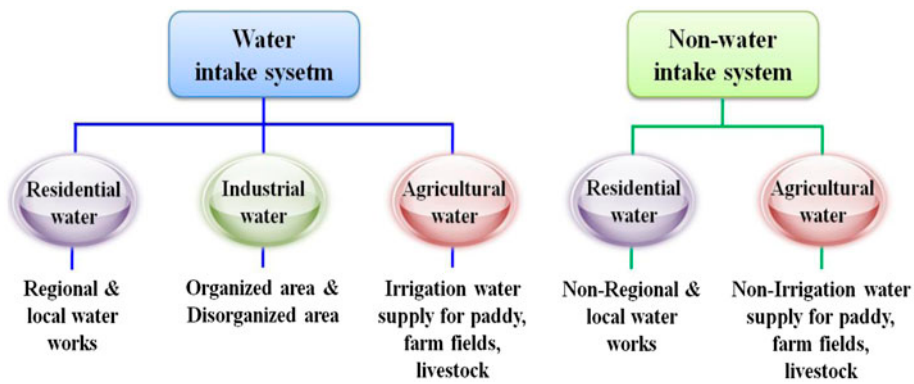 Water
intake sysetm
Non-water
intake system
Residential
water
Industrial
water
Agricultural
water
Residential
water
Agricultural
water
Regional &
local water
works
Organized area &
Disorganized area
Irrigation water
supply for paddy,
farm fields,
livestock
Non-Regional &
local water
works
Non-Irrigation water
supply for paddy,
farm fields,
livestock